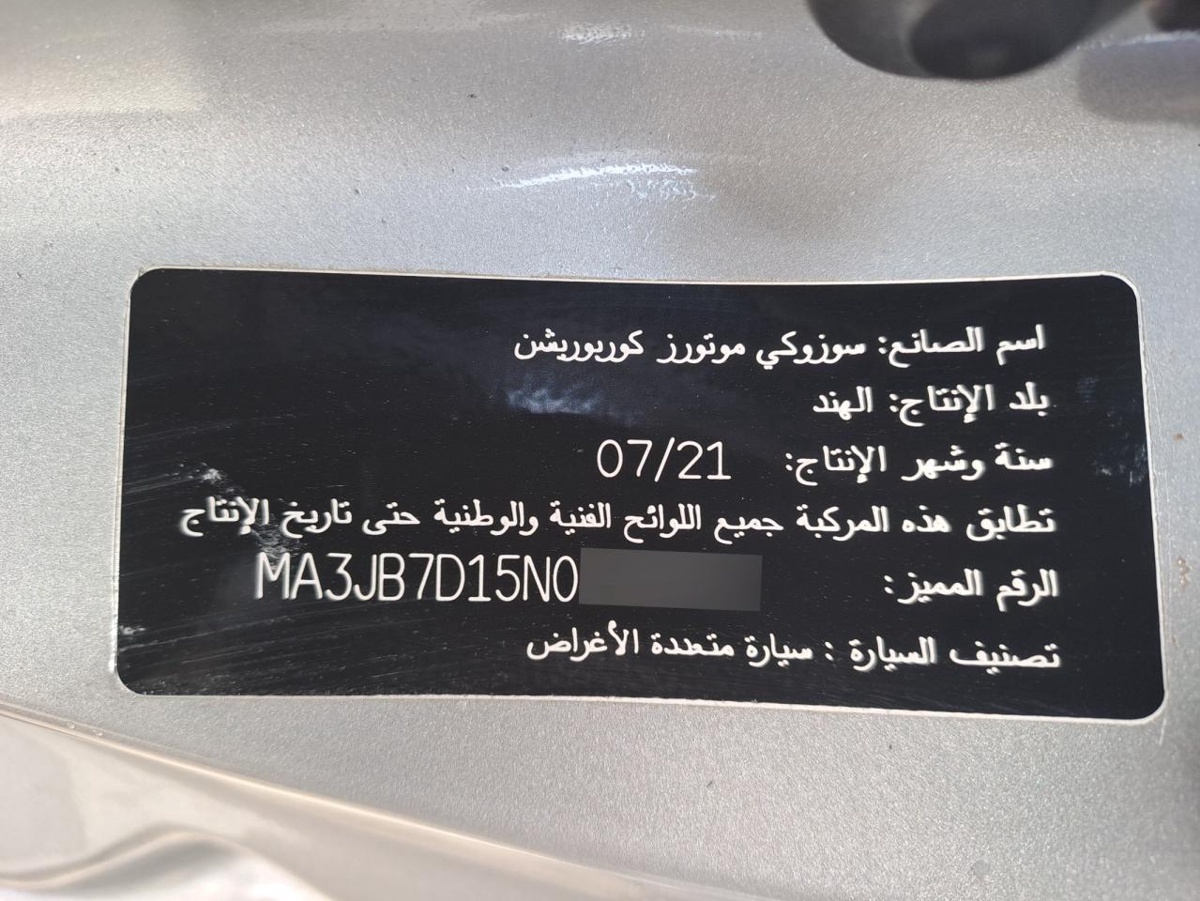 اسم الصانع: سوزوكي موتورز كوربوريشن
بلد الإنتاج: الهند
سنة وشهر الإنتاج: 07/21
تطابق هذه المركبة جميع اللوائح الفنية والوطنية حتى تاريخ الإنتاج
الرقم المميز: MA3JB7D15N0
تصنيف السيارة : سيارة متعددة الأغراض